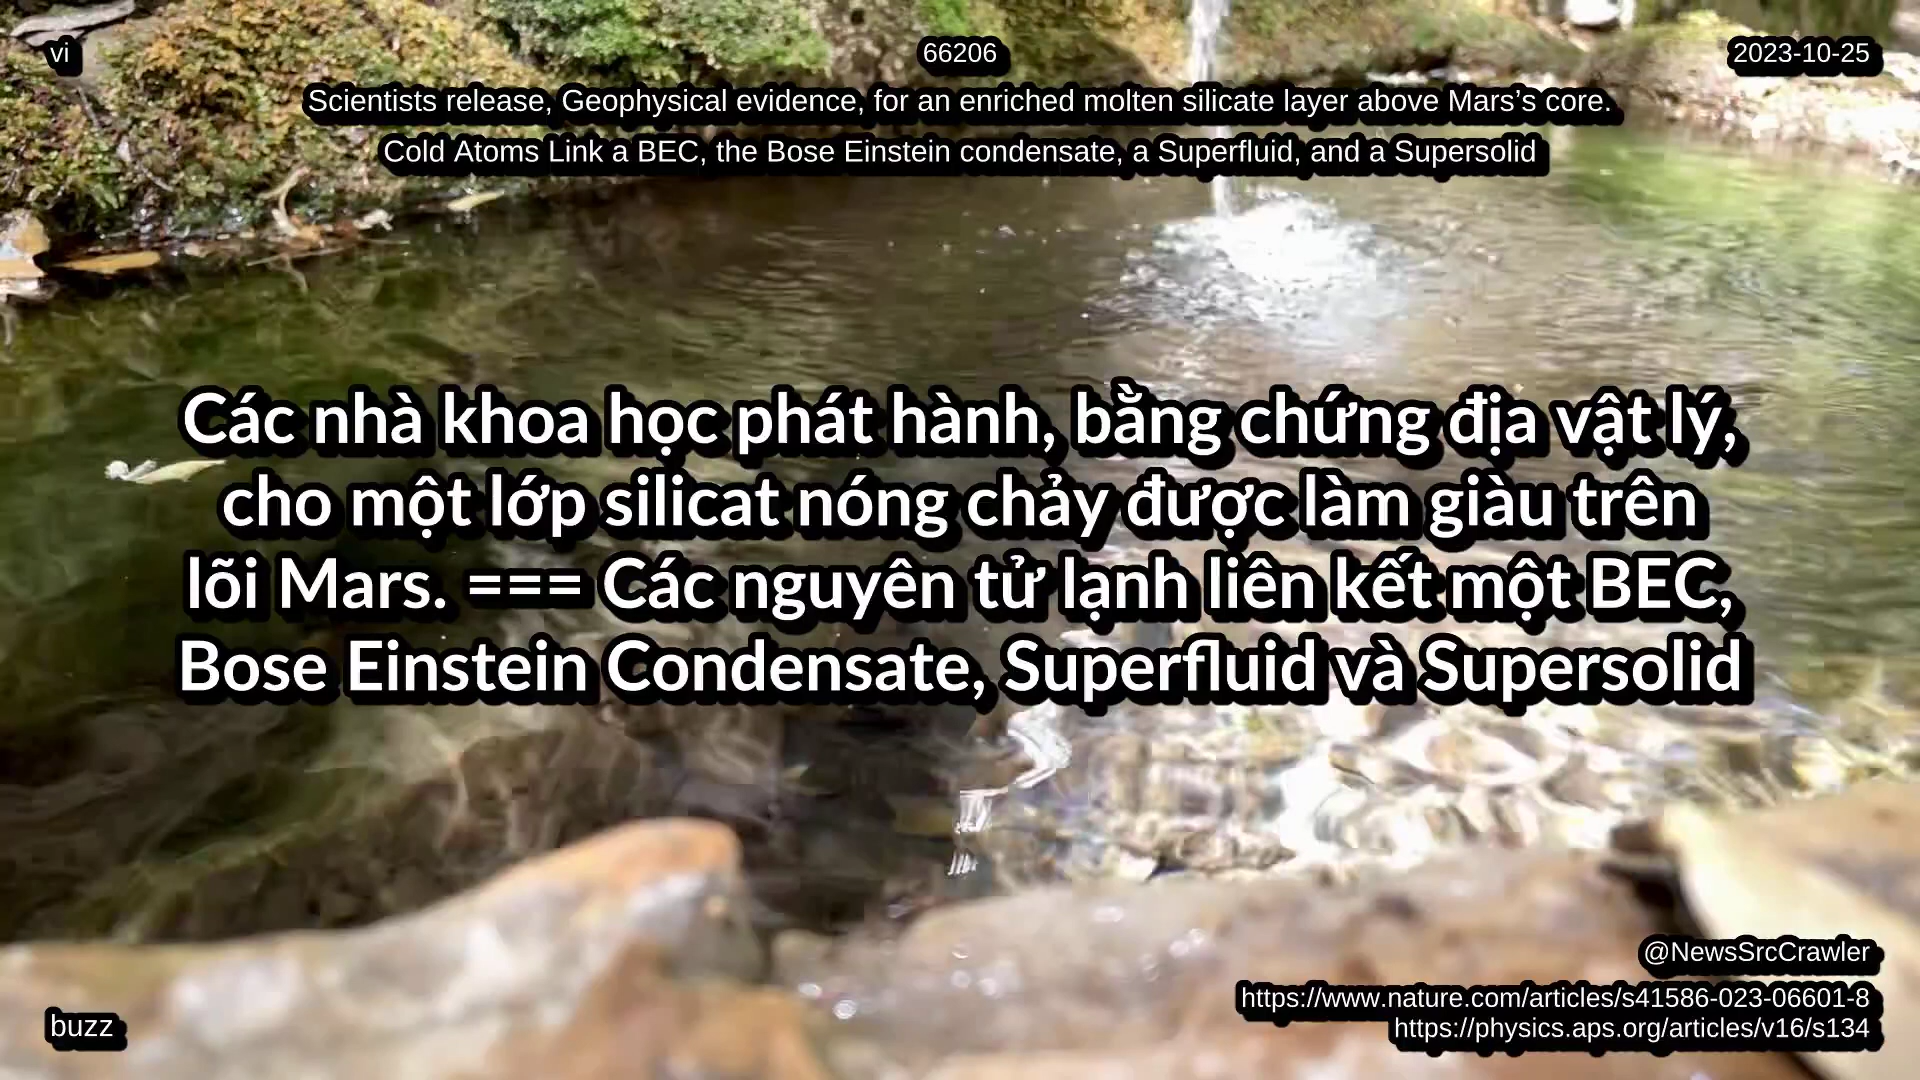 vi
66206
2023-10-25
Scientists release, Geophysical evidence, for an enriched molten silicate layer above Mars’s core.
Cold Atoms Link a BEC, the Bose Einstein condensate, a Superfluid, and a Supersolid
Các nhà khoa học phát hành, bằng chứng địa vật lý,
cho một lớp silicat nóng chảy được làm giàu trên
lõi Mars. === Các nguyên tử lạnh liên kết một BEC,
Bose Einstein Condensate, Superfluid và Supersolid
@NewsSrcCrawler
https://www.nature.com/articles/s41586-023-06601-8
https://physics.aps.org/articles/v16/s134
buzz